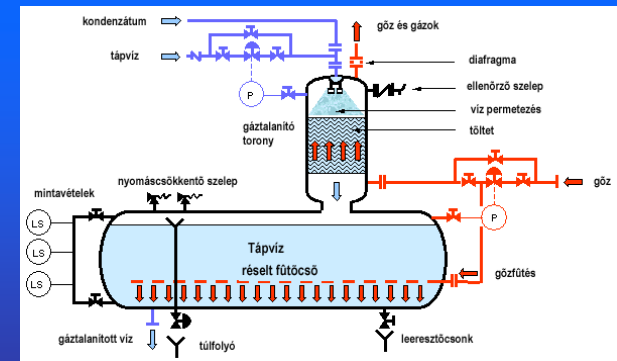 kondenzátum
gőz és gázok
tápvíz
diafragma
P
ellenőrző szelep
víz permetezés
gáztalanító
torony
töltet
mintavételek
nyomáscsökkentő szelep
gőz
LS
P
LS
Tápvíz
réselt fűtőcső
gőzfűtés
LS
gáztalanított víz
túlfolyó
leeresztőcsonk